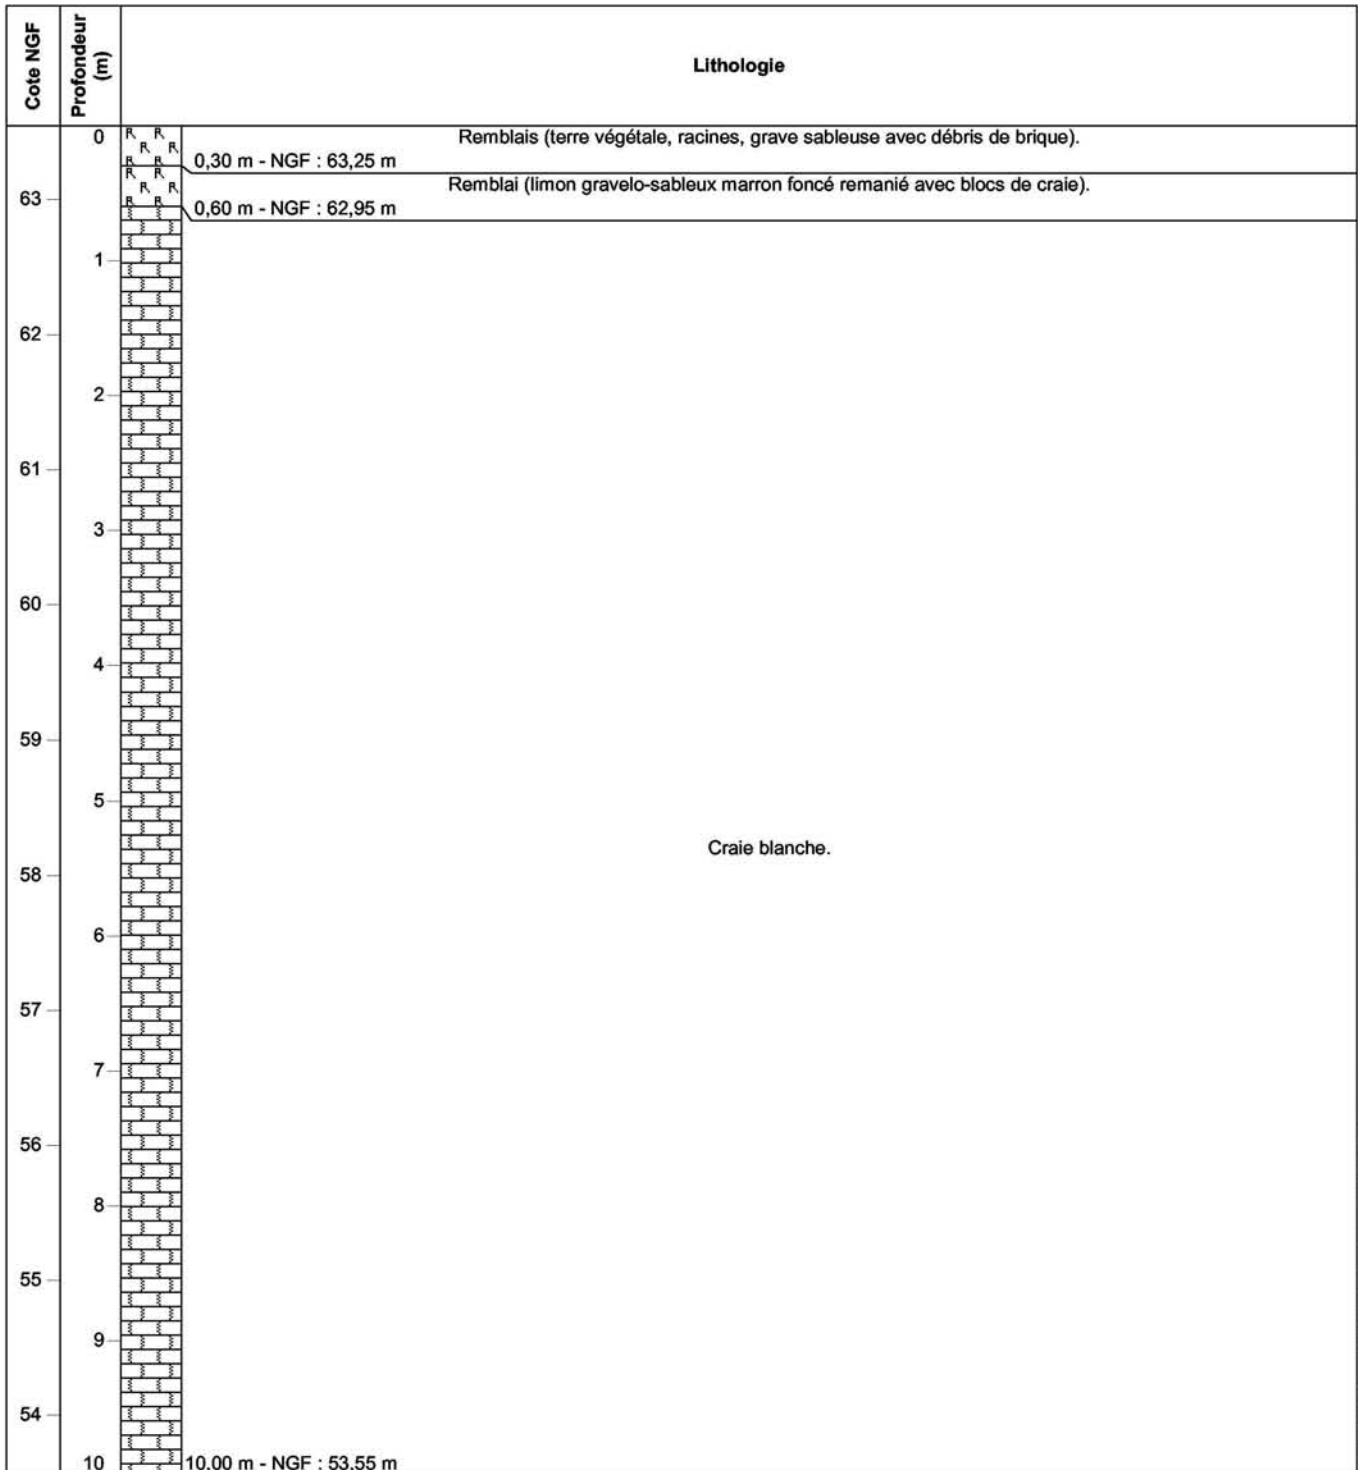 Cote NGF
Profondeur
(m)
Lithologie
0
Remblais (terre végétale, racines, grave sableuse avec débris de brique).
0,30 m - NGF : 63,25 m
Remblai (limon gravelo-sableux marron foncé remanié avec blocs de craie).
63
0,60 m - NGF : 62,95 m
1
62
2
61
3
60
4
59
5
Craie blanche.
58
6
57
7
56
8
55
9
54
10
10,00 m - NGF : 53,55 m